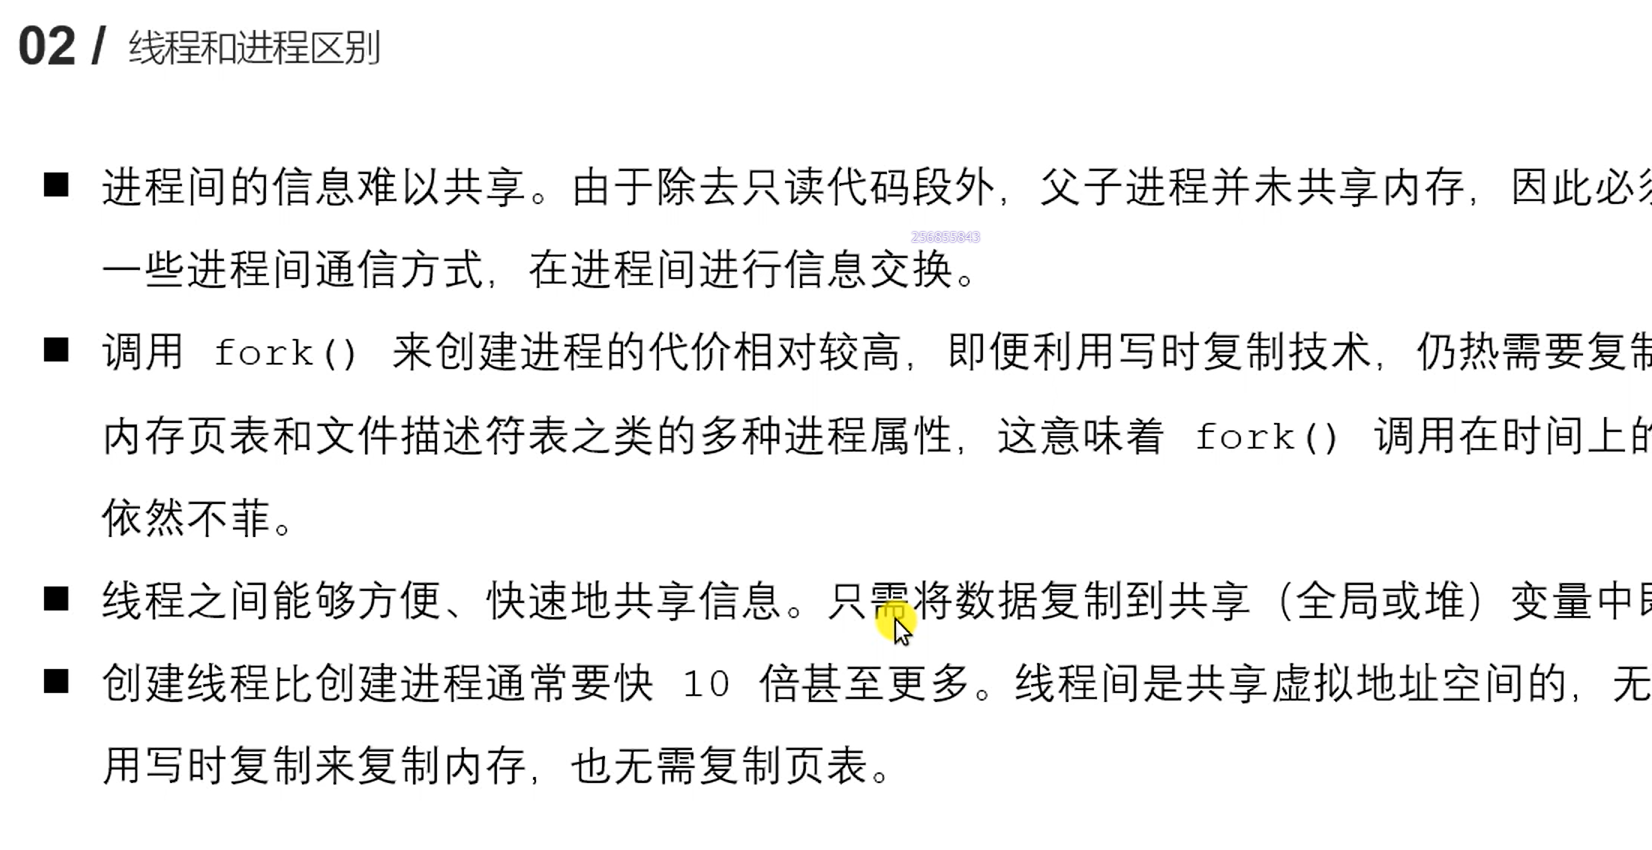 02 / 线程和进程区别
■ 进程间的信息难以共享。由于除去只读代码段外，父子进程并未共享内存，因此必
256855843
一些进程间通信方式，在进程间进行信息交换。
■ 调用 fork() 来创建进程的代价相对较高，即便利用写时复制技术，仍热需要复制
内存页表和文件描述符表之类的多种进程属性，这意味着 fork() 调用在时间上的
依然不菲。
■ 线程之间能够方便、快速地共享信息。只需将数据复制到共享（全局或堆）变量中
■ 创建线程比创建进程通常要快 10 倍甚至更多。线程间是共享虚拟地址空间的，无
用写时复制来复制内存，也无需复制页表。